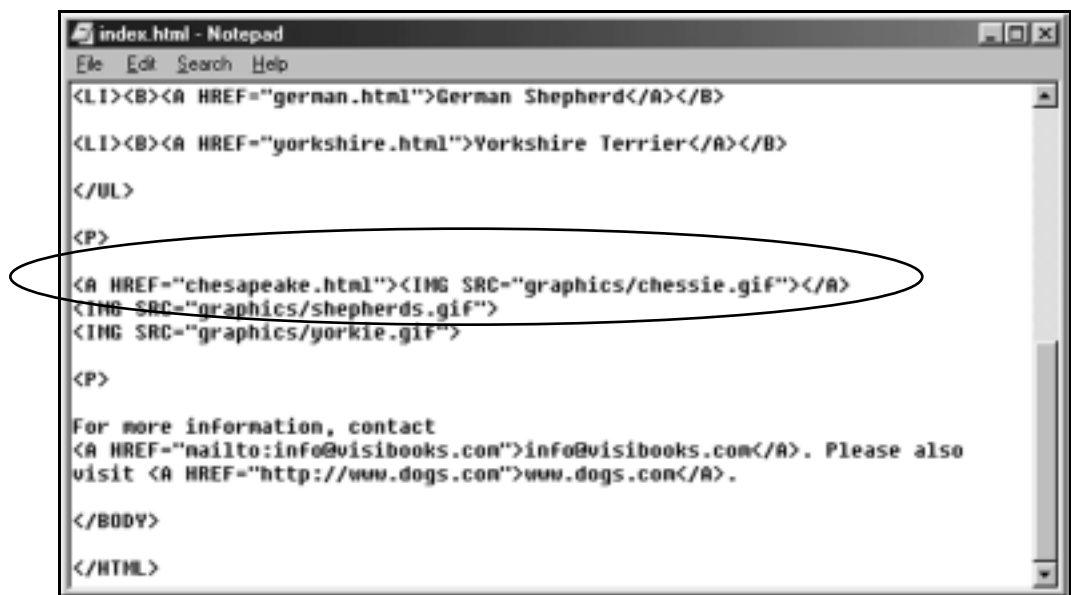 index.html - Notepad
File Edit Search Help
<LI><B><A HREF="german.html">German Shepherd</A></B>
<LI><B><A HREF="yorkshire.html">Yorkshire Terrier</A></B>
</UL>
<P>
<A HREF="chesapeake.html"><IMG SRC="graphics/chessie.gif"></A>
<IMG SRC="graphics/shepherds.gif">
<IMG SRC="graphics/yorkie.gif">
<P>
For more information, contact
<A HREF="mailto:info@visibooks.com">info@visibooks.com</A>. Please also
visit <A HREF="http://www.dogs.com">www.dogs.com</A>.
</BODY>
</HTML>